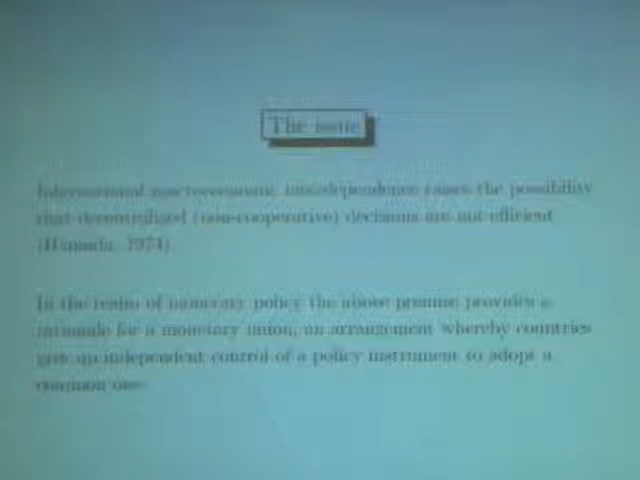 The issue
International macroeconomic interdependence raises the possibility
that decentralized (non-cooperative) decisions are not efficient
(Hamada, 1974).
In the realm of monetary policy the above premise provides a
rationale for a monetary union, an arrangement whereby countries
give up independent control of a policy instrument to adopt a
common one.